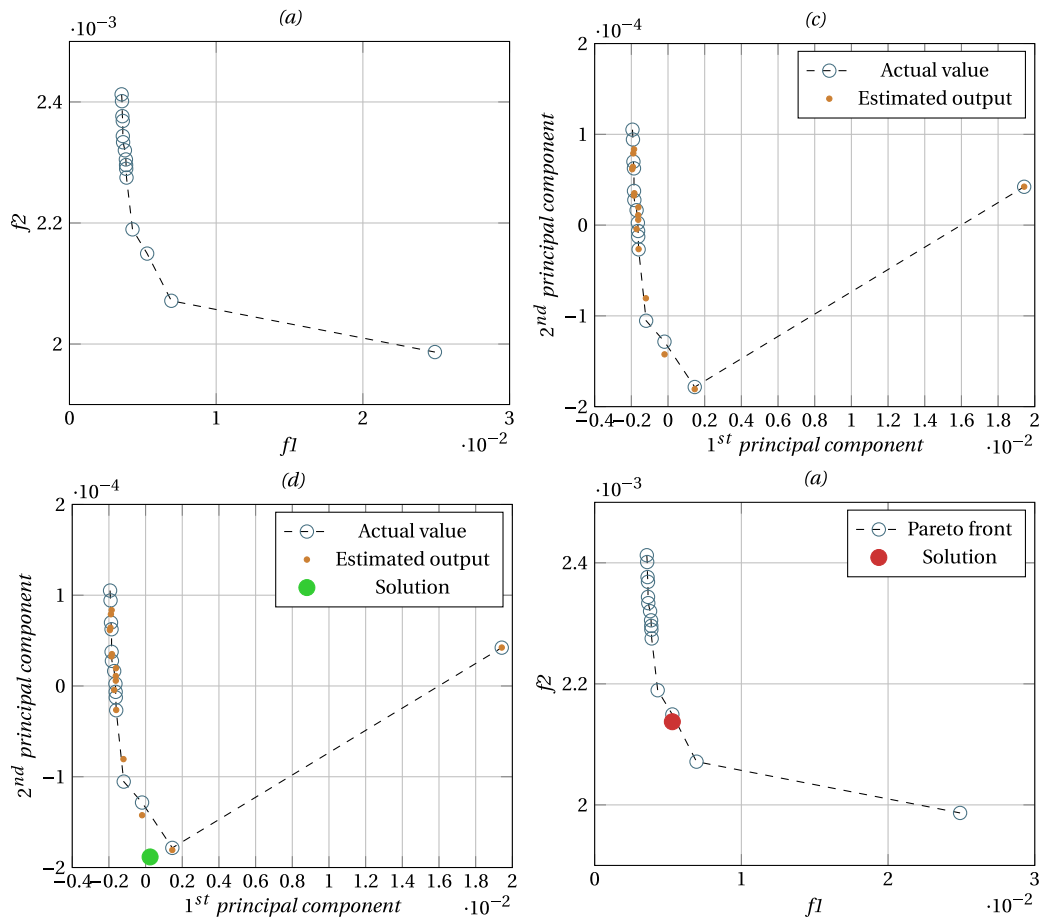 (a)
·10⁻³
2.4
2.2
2
f2
0 1 2 3
f1
·10⁻²
(c)
·10⁻⁴
Actual value
Estimated output
2
1
0
−1
−2
2ⁿᵈ principal component
−0.4 −0.2 0 0.2 0.4 0.6 0.8 1 1.2 1.4 1.6 1.8 2
1ˢᵗ principal component
·10⁻²
(d)
·10⁻⁴
Actual value
Estimated output
Solution
2
1
0
−1
−2
2ⁿᵈ principal component
−0.4 −0.2 0 0.2 0.4 0.6 0.8 1 1.2 1.4 1.6 1.8 2
1ˢᵗ principal component
·10⁻²
(a)
·10⁻³
Pareto front
Solution
2.4
2.2
2
f2
0 1 2 3
f1
·10⁻²